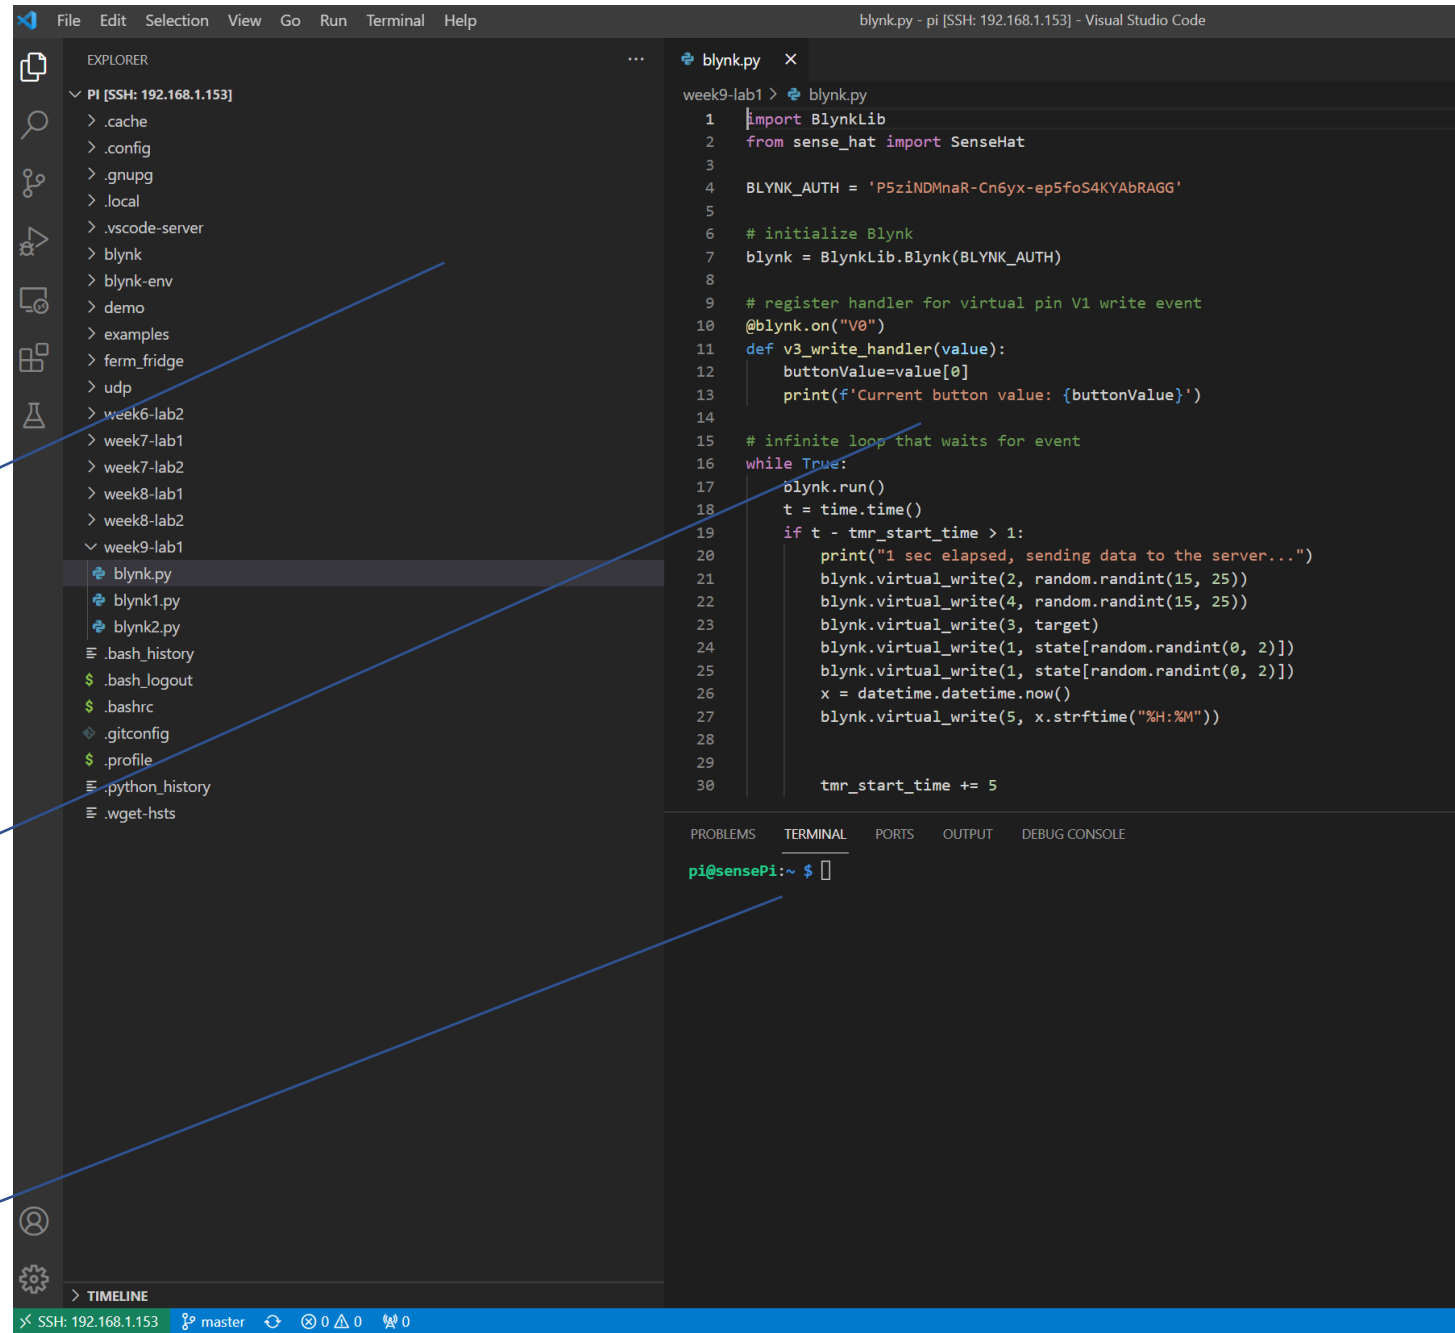 File Edit Selection View Go Run Terminal Help
blynk.py - pi [SSH: 192.168.1.153] - Visual Studio Code
EXPLORER
PI [SSH: 192.168.1.153]
.cache
.config
.gnupg
.local
.vscode-server
blynk
blynk-env
demo
examples
ferm_fridge
udp
week6-lab2
week7-lab1
week7-lab2
week8-lab1
week8-lab2
week9-lab1
blynk.py
blynk1.py
blynk2.py
.bash_history
$ .bash_logout
$ .bashrc
.gitconfig
$ .profile
.python_history
.wget-hsts
TIMELINE
blynk.py
week9-lab1 > blynk.py
1 import BlynkLib
2 from sense_hat import SenseHat
3
4 BLYNK_AUTH = 'P5ziNDMnaR-Cn6yx-ep5foS4KYAbRAGG'
5
6 # initialize Blynk
7 blynk = BlynkLib.Blynk(BLYNK_AUTH)
8
9 # register handler for virtual pin V1 write event
10 @blynk.on("V0")
11 def v3_write_handler(value):
12     buttonValue=value[0]
13     print(f'Current button value: {buttonValue}')
14
15 # infinite loop that waits for event
16 while True:
17     blynk.run()
18     t = time.time()
19     if t - tmr_start_time > 1:
20         print("1 sec elapsed, sending data to the server...")
21         blynk.virtual_write(2, random.randint(15, 25))
22         blynk.virtual_write(4, random.randint(15, 25))
23         blynk.virtual_write(3, target)
24         blynk.virtual_write(1, state[random.randint(0, 2)])
25         blynk.virtual_write(1, state[random.randint(0, 2)])
26         x = datetime.datetime.now()
27         blynk.virtual_write(5, x.strftime("%H:%M"))
28
29
30         tmr_start_time += 5
PROBLEMS TERMINAL PORTS OUTPUT DEBUG CONSOLE
pi@sensePi:~ $
SSH: 192.168.1.153 master 0 0 0